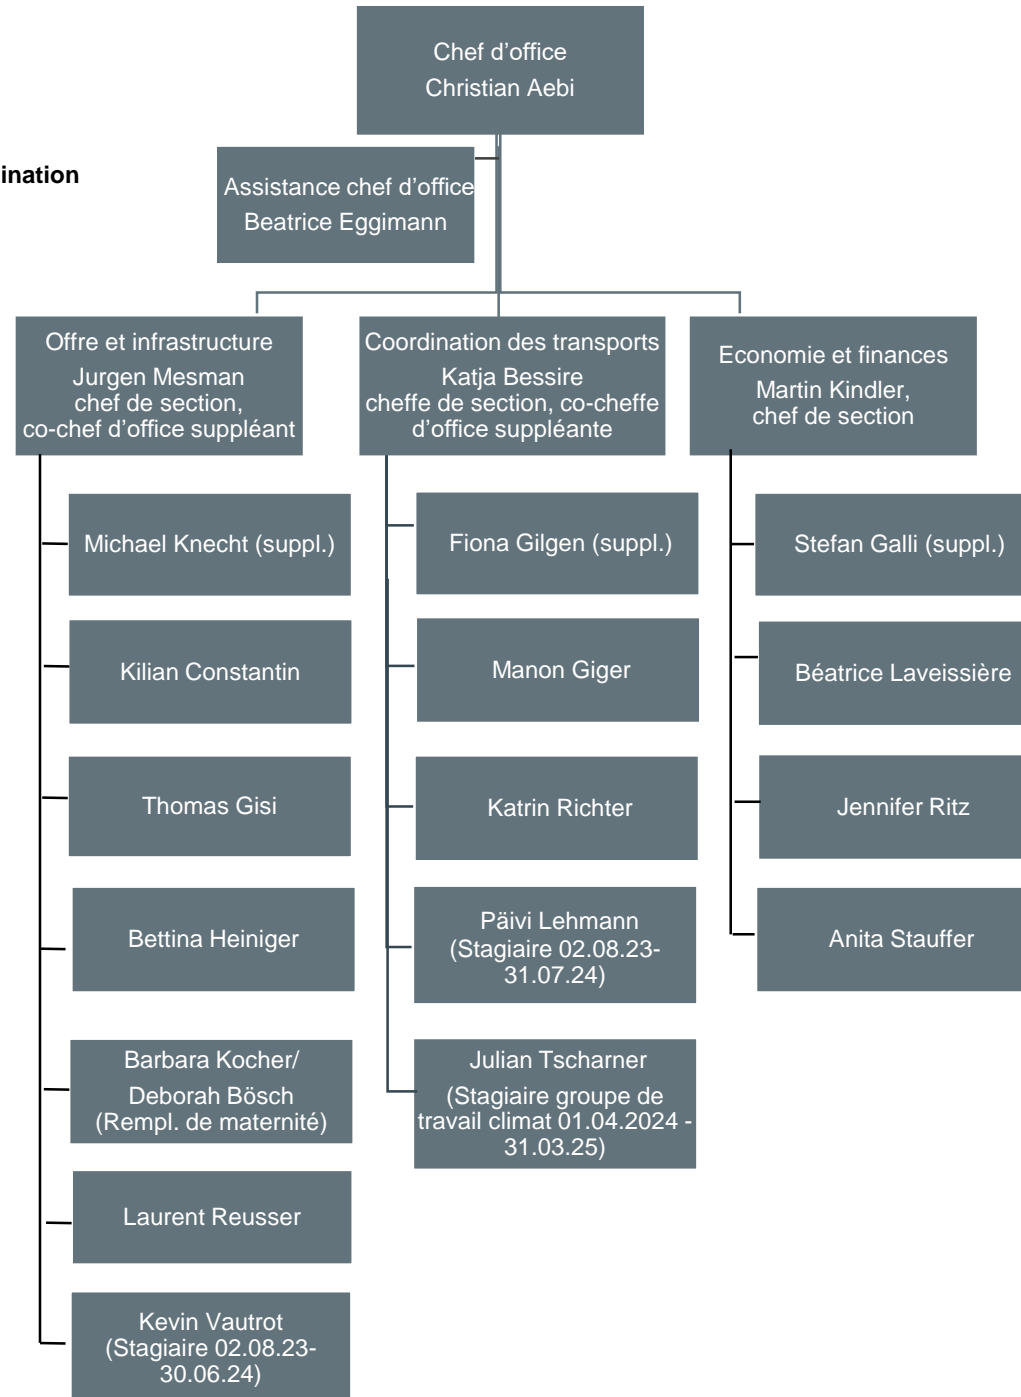 Chef d’office
Christian Aebi
ination
Assistance chef d’office
Beatrice Eggimann
Offre et infrastructure
Jurgen Mesman
chef de section,
co-chef d’office suppléant
Coordination des transports
Katja Bessire
cheffe de section, co-cheffe
d’office suppléante
Economie et finances
Martin Kindler,
chef de section
Michael Knecht (suppl.)
Kilian Constantin
Thomas Gisi
Bettina Heiniger
Barbara Kocher/
Deborah Bösch
(Rempl. de maternité)
Laurent Reusser
Kevin Vautrot
(Stagiaire 02.08.23-
30.06.24)
Fiona Gilgen (suppl.)
Manon Giger
Katrin Richter
Päivi Lehmann
(Stagiaire 02.08.23-
31.07.24)
Julian Tscharner
(Stagiaire groupe de
travail climat 01.04.2024 -
31.03.25)
Stefan Galli (suppl.)
Béatrice Laveissière
Jennifer Ritz
Anita Stauffer